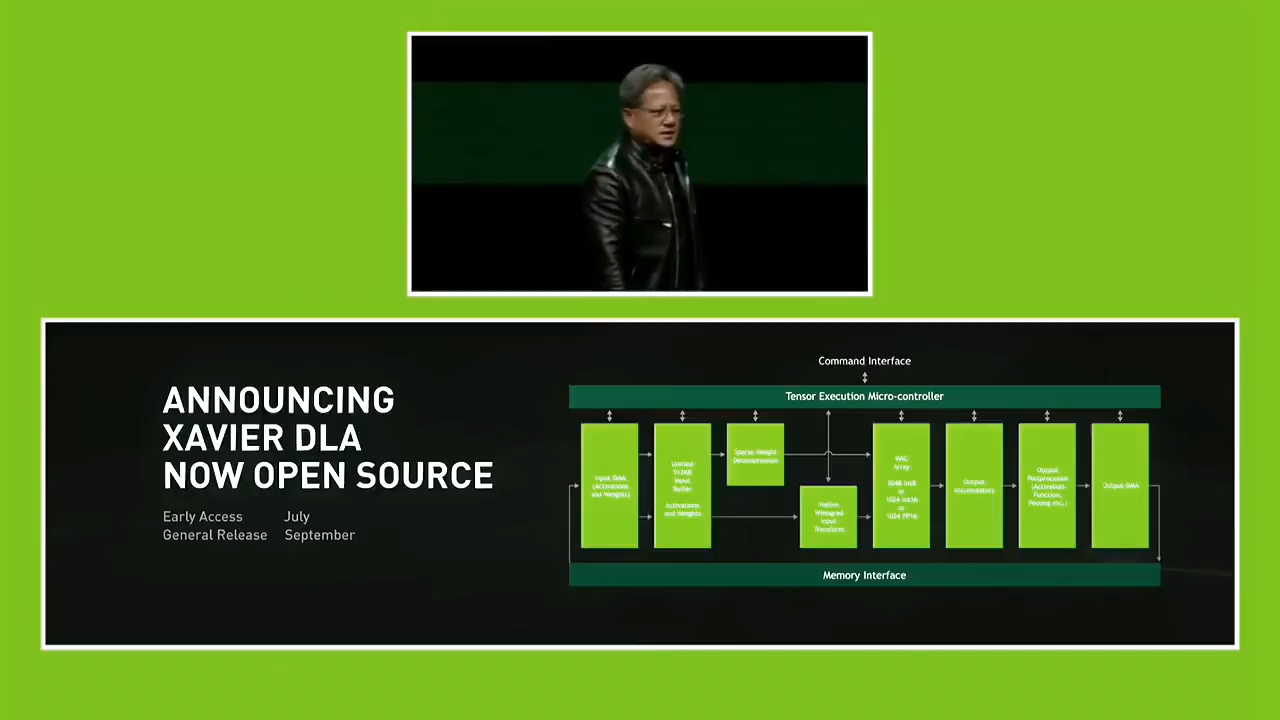 ANNOUNCING
XAVIER DLA
NOW OPEN SOURCE
Early Access July
General Release September
Command Interface
Tensor Execution Micro-controller
Input DMA
(Activations
and Weights)
Unified
512KB
Input
Buffer
Activations
and Weights
Sparse Weight
Decompression
Native
Winograd
Input
Transform
MAC
Array
2048 Int8
or
1024 Int16
or
1024 FP16
Output
Accumulators
Output
Postprocessor
(Activation
Function,
Pooling etc.)
Output DMA
Memory Interface